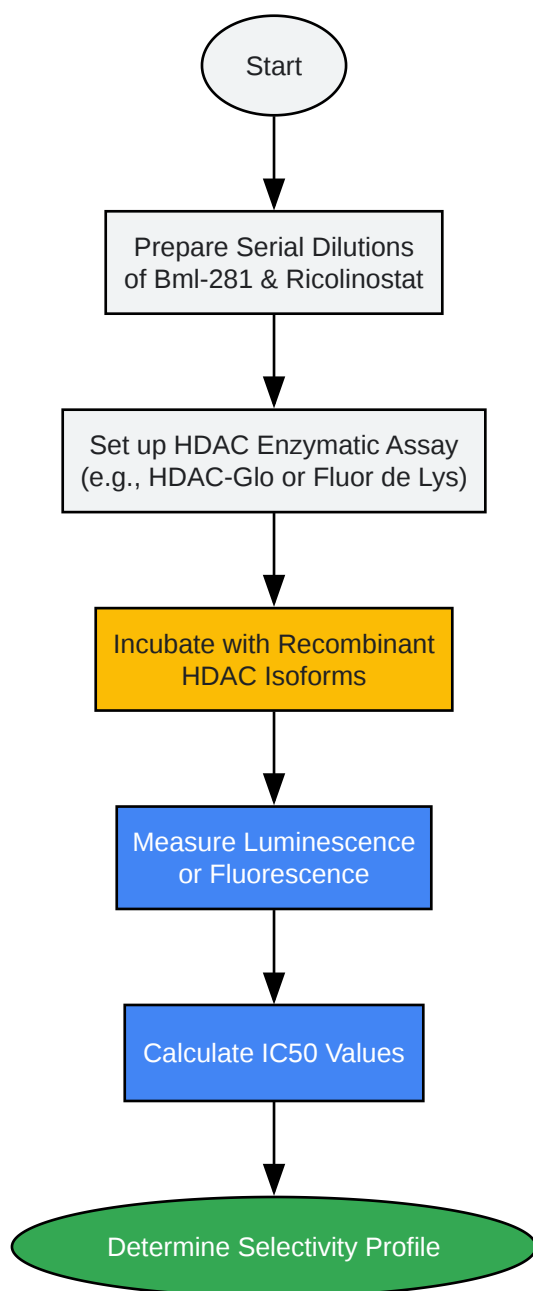 Start
Prepare Serial Dilutions
of Bml-281 & Ricolinostat
Set up HDAC Enzymatic Assay
(e.g., HDAC-Glo or Fluor de Lys)
Incubate with Recombinant
HDAC Isoforms
Measure Luminescence
or Fluorescence
Calculate IC50 Values
Determine Selectivity Profile